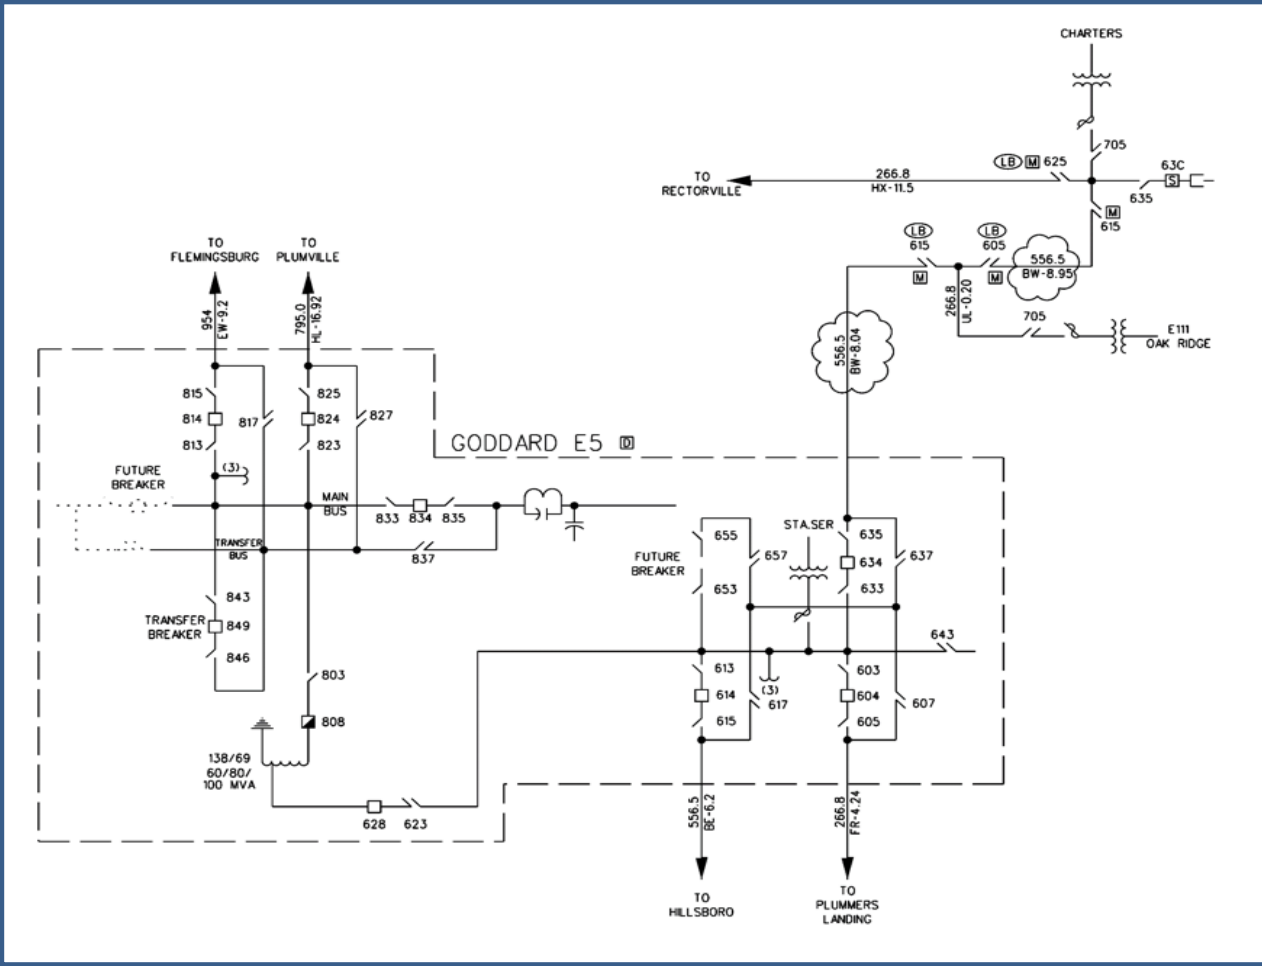 CHARTERS
705
LB M 625
63C
S
TO
RECTORVILLE
266.8
HX-11.5
635
M
615
LB
615
M
LB
605
M
556.5
BW-8.95
266.8
UL-0.20
705
E111
OAK RIDGE
556.5
BW-8.04
TO
FLEMINGSBURG
TO
PLUMVILLE
954
EW-9.2
795.0
HL-16.92
815
814
813
817
825
824
823
827
(3)
GODDARD E5 D
FUTURE
BREAKER
MAIN
BUS
833
834
835
TRANSFER
BUS
837
843
TRANSFER
BREAKER
849
846
803
808
138/69
60/80/
100 MVA
628
623
STA.SER
655
FUTURE
BREAKER
657
653
635
634
633
637
643
613
614
615
(3)
617
603
604
605
607
556.5
BE-6.2
266.8
FR-4.24
TO
HILLSBORO
TO
PLUMMERS
LANDING